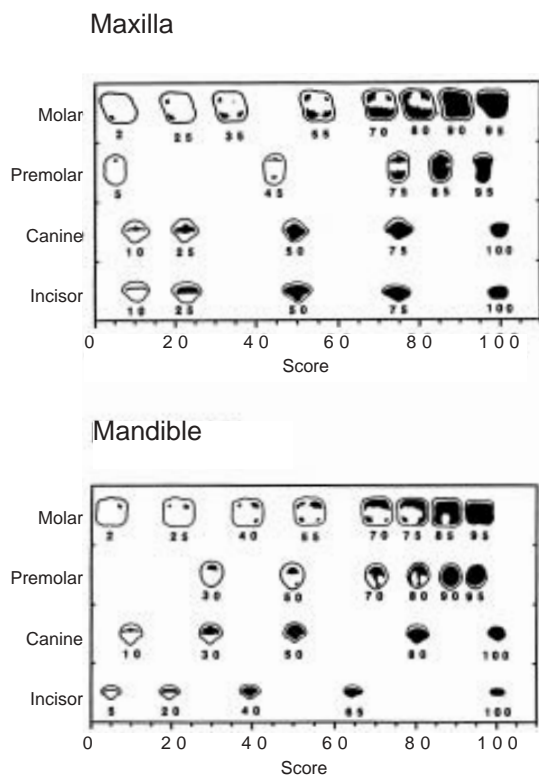 Maxilla
Molar
2 25 35 55 70 80 90 95
Premolar
5 45 75 85 95
Canine
10 25 50 75 100
Incisor
10 25 50 75 100
0 20 40 60 80 100
Score
Mandible
Molar
2 25 40 55 70 75 85 95
Premolar
30 50 70 80 90 95
Canine
10 30 50 80 100
Incisor
5 20 40 65 100
0 20 40 60 80 100
Score